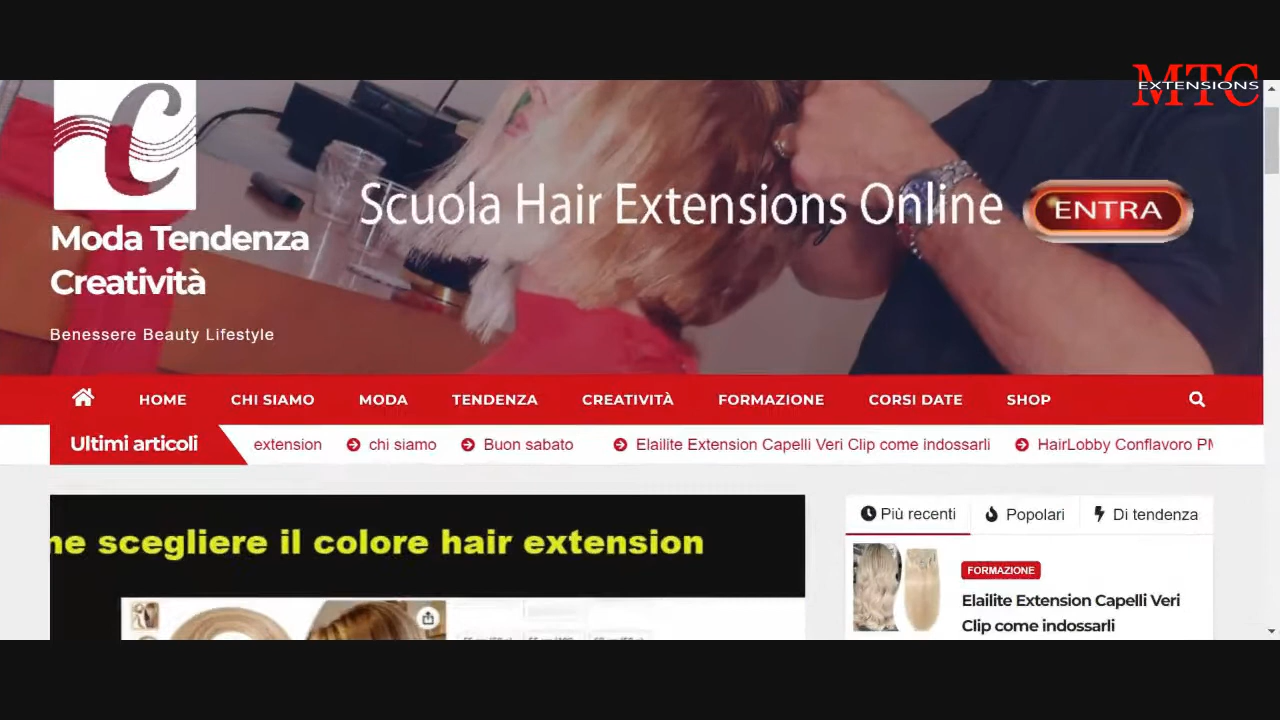 MTC
EXTENSIONS
C
Scuola Hair Extensions Online
ENTRA
Moda Tendenza
Creatività
Benessere Beauty Lifestyle
HOME CHI SIAMO MODA TENDENZA CREATIVITÀ FORMAZIONE CORSI DATE SHOP
Ultimi articoli extension chi siamo Buon sabato Elailite Extension Capelli Veri Clip come indossarli HairLobby Conflavoro
Più recenti Popolari Di tendenza
scegliere il colore hair extension
FORMAZIONE
Elailite Extension Capelli Veri
Clip come indossarli